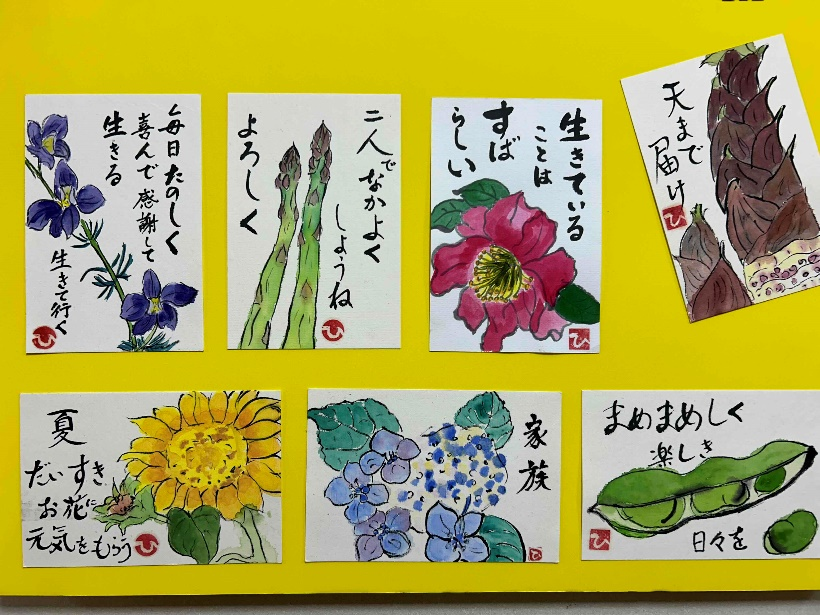 毎日たのしく
喜んで感謝して
生きる
生きて行く
ひ
二人でなかよく
しようね
よろしく
ひ
生きている
ことは
すば
らしい
ひ
天まで
届け
ひ
夏
だいすき
お花に
元気をもらう
ひ
家族
ひ
まめまめしく
楽しき
日々を
ひ